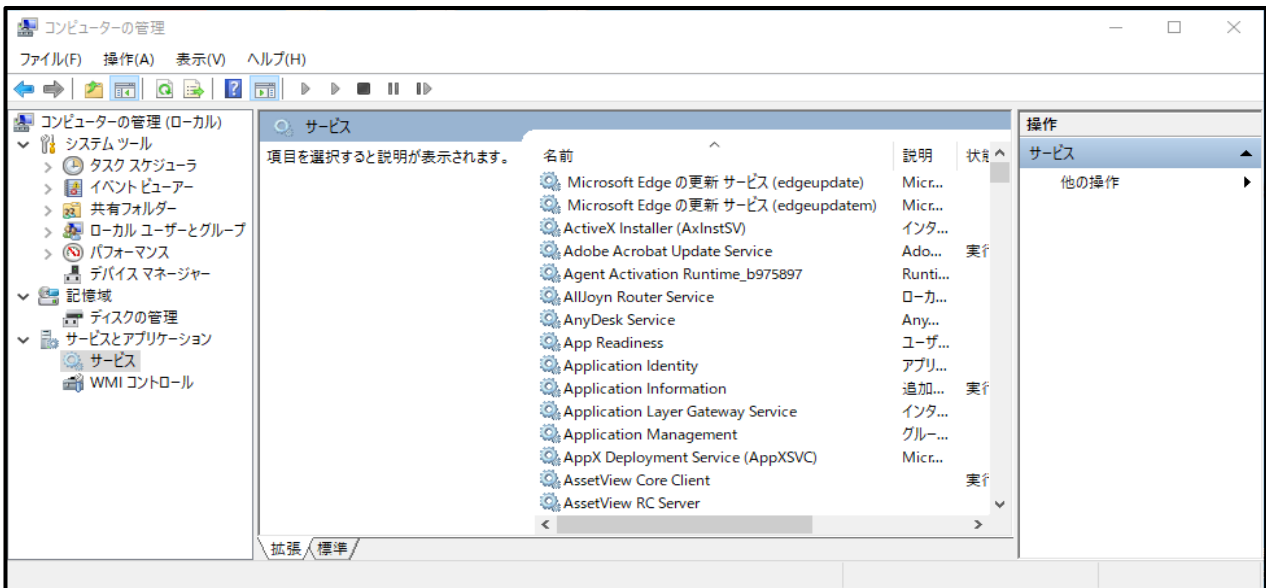 コンピューターの管理
ファイル(F) 操作(A) 表示(V) ヘルプ(H)
コンピューターの管理 (ローカル)
システム ツール
タスク スケジューラ
イベント ビューアー
共有フォルダー
ローカル ユーザーとグループ
パフォーマンス
デバイス マネージャー
記憶域
ディスクの管理
サービスとアプリケーション
サービス
WMI コントロール
サービス
項目を選択すると説明が表示されます。
名前 説明 状態
Microsoft Edge の更新 サービス (edgeupdate) Micr...
Microsoft Edge の更新 サービス (edgeupdatem) Micr...
ActiveX Installer (AxInstSV) インタ...
Adobe Acrobat Update Service Ado... 実行
Agent Activation Runtime_b975897 Runti...
AllJoyn Router Service ローカ...
AnyDesk Service Any...
App Readiness ユーザ...
Application Identity アプリ...
Application Information 追加... 実行
Application Layer Gateway Service インタ...
Application Management グルー...
AppX Deployment Service (AppXSVC) Micr...
AssetView Core Client 実行
AssetView RC Server
拡張 標準
操作
サービス
他の操作